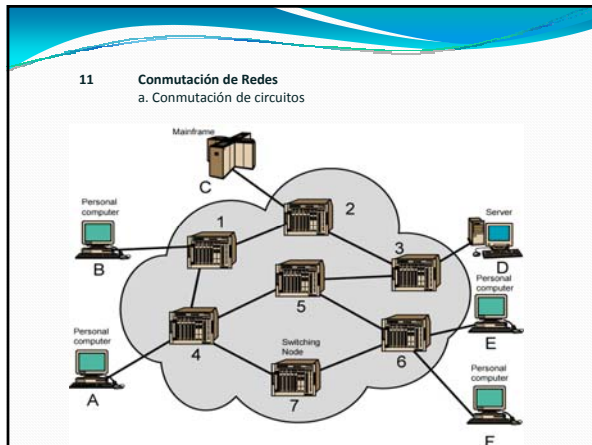 11 Conmutación de Redes
a. Conmutación de circuitos
Mainframe
C
Personal
computer
B
1
2
3
Server
D
5
Personal
computer
E
Personal
computer
A
4
Switching
Node
7
6
Personal
computer
F